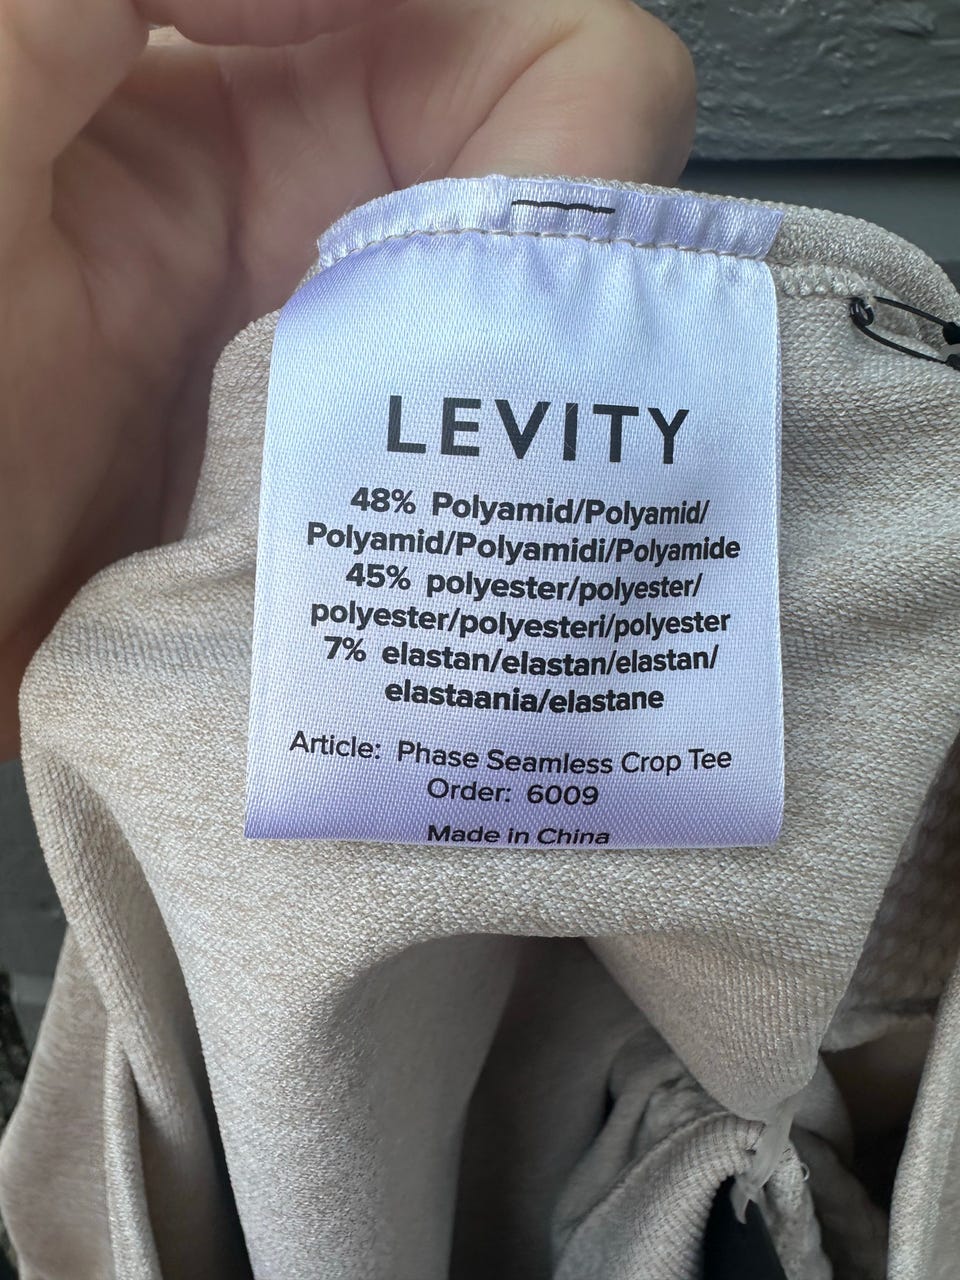 LEVITY
48% Polyamid/Polyamid/
Polyamid/Polyamidi/Polyamide
45% polyester/polyester/
polyester/polyesteri/polyester
7% elastan/elastan/elastan/
elastaania/elastane
Article: Phase Seamless Crop Tee
Order: 6009
Made in China